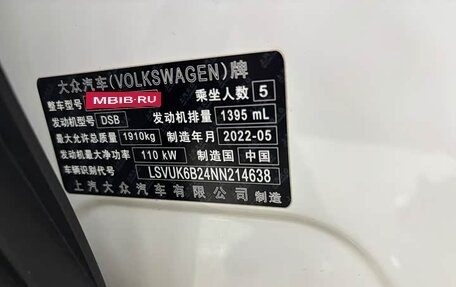 大众汽车(VOLKSWAGEN)牌
整车型号 MBIB-RU 乘坐人数 5
发动机型号 DSB 发动机排量 1395 mL
最大允许总质量 1910kg 制造年月 2022-05
发动机最大净功率 110 kW 制造国 中国
车辆识别代号 LSVUK6B24NN214638
上汽大众汽车有限公司 制造